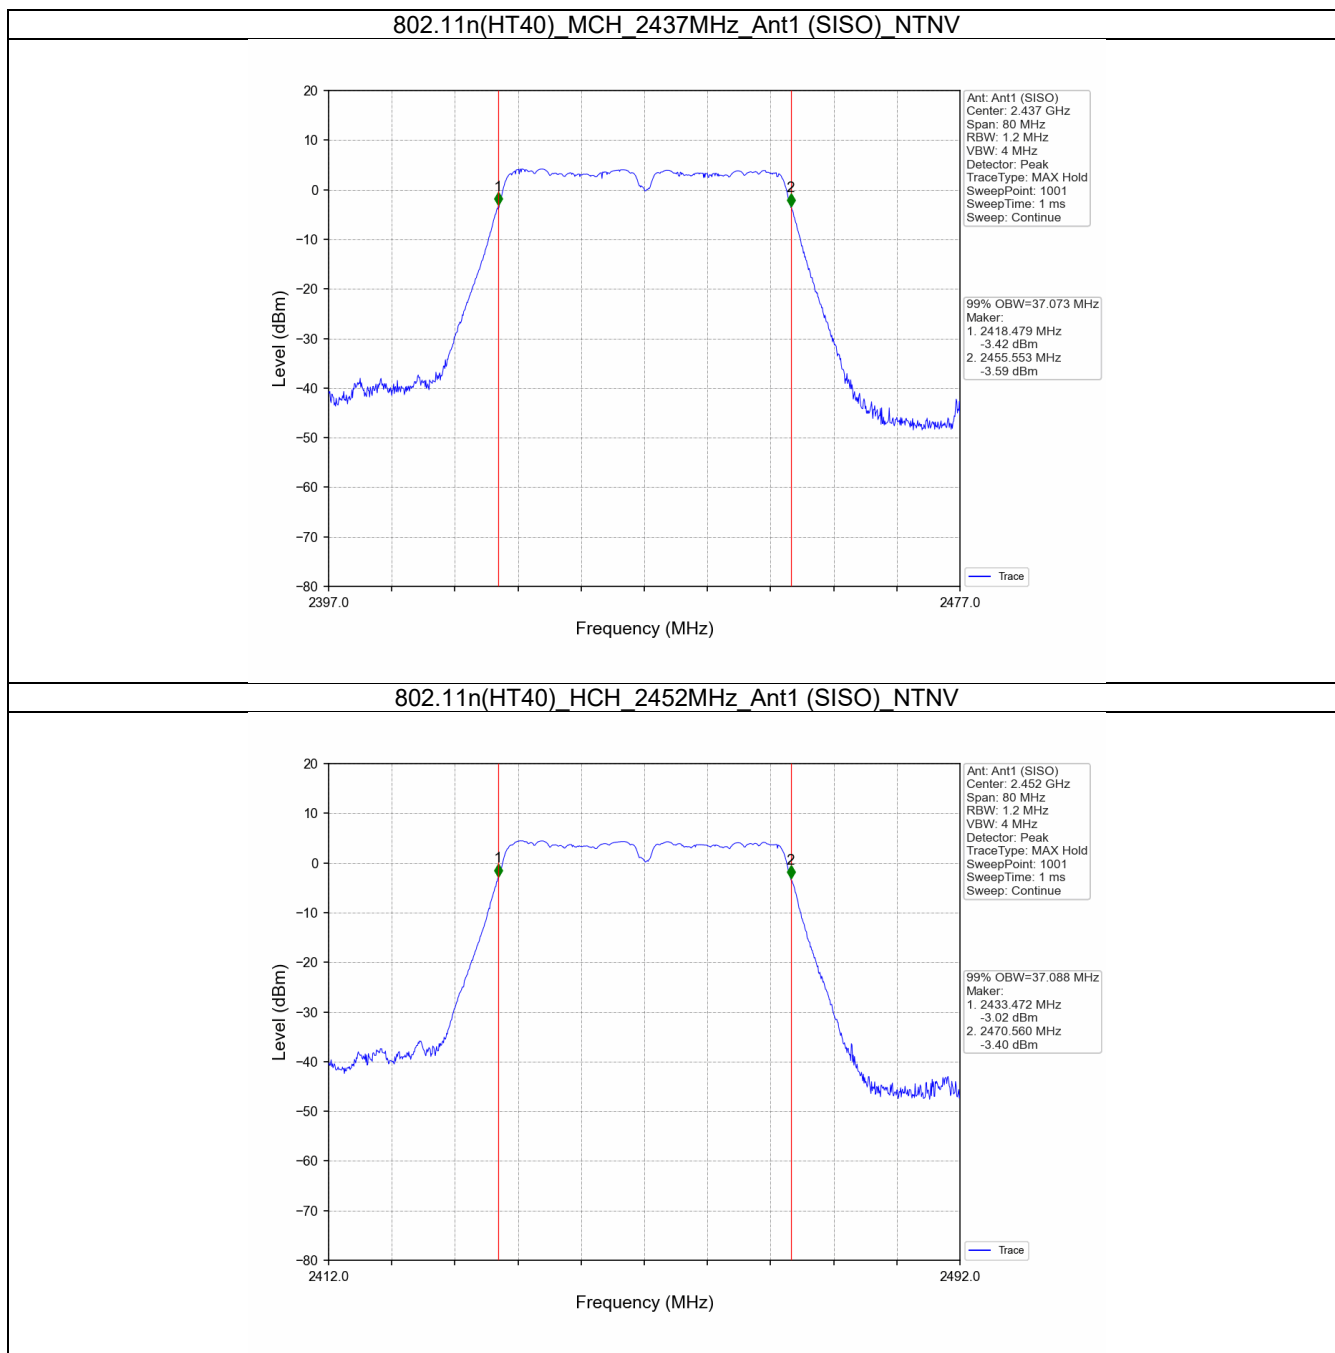 802.11n(HT40)_MCH_2437MHz_Ant1 (SISO)_NTNV
20
10
0
−10
−20
−30
−40
−50
−60
−70
−80
Level (dBm)
1
2
2397.0
2477.0
Frequency (MHz)
Ant: Ant1 (SISO)
Center: 2.437 GHz
Span: 80 MHz
RBW: 1.2 MHz
VBW: 4 MHz
Detector: Peak
TraceType: MAX Hold
SweepPoint: 1001
SweepTime: 1 ms
Sweep: Continue
99% OBW=37.073 MHz
Maker:
1. 2418.479 MHz
-3.42 dBm
2. 2455.553 MHz
-3.59 dBm
Trace
802.11n(HT40)_HCH_2452MHz_Ant1 (SISO)_NTNV
20
10
0
−10
−20
−30
−40
−50
−60
−70
−80
Level (dBm)
1
2
2412.0
2492.0
Frequency (MHz)
Ant: Ant1 (SISO)
Center: 2.452 GHz
Span: 80 MHz
RBW: 1.2 MHz
VBW: 4 MHz
Detector: Peak
TraceType: MAX Hold
SweepPoint: 1001
SweepTime: 1 ms
Sweep: Continue
99% OBW=37.088 MHz
Maker:
1. 2433.472 MHz
-3.02 dBm
2. 2470.560 MHz
-3.40 dBm
Trace